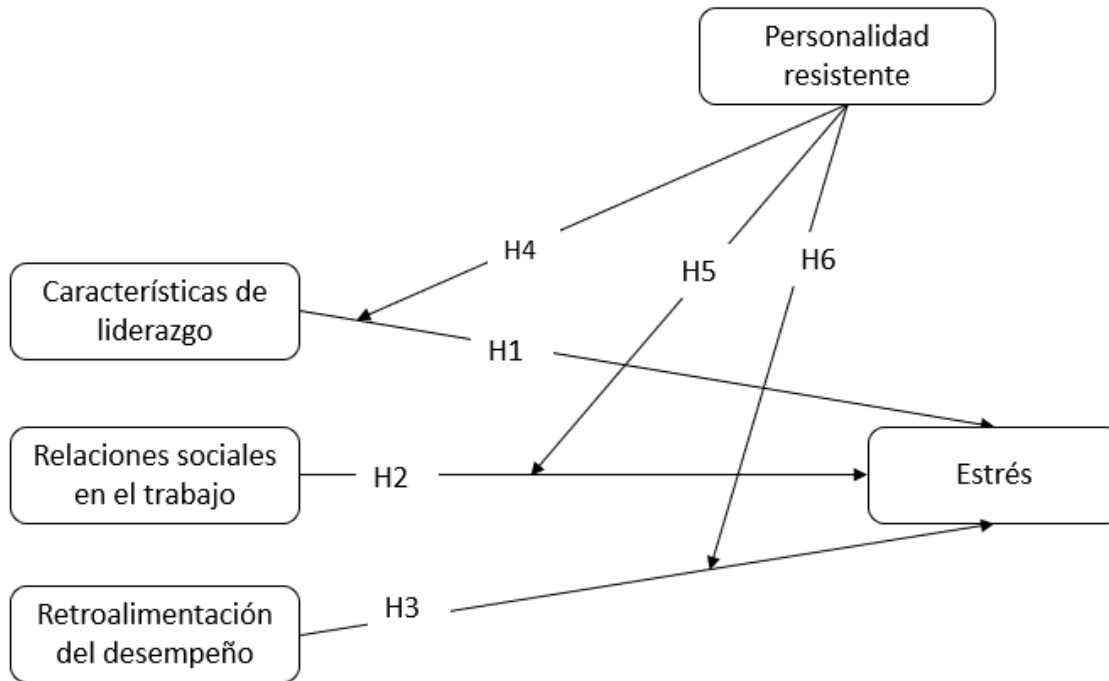 Personalidad
resistente
H4
H5
H6
Característísticas de
liderazgo
H1
Relaciones sociales
en el trabajo
H2
Estrés
Retroalimentación
del desempeño
H3